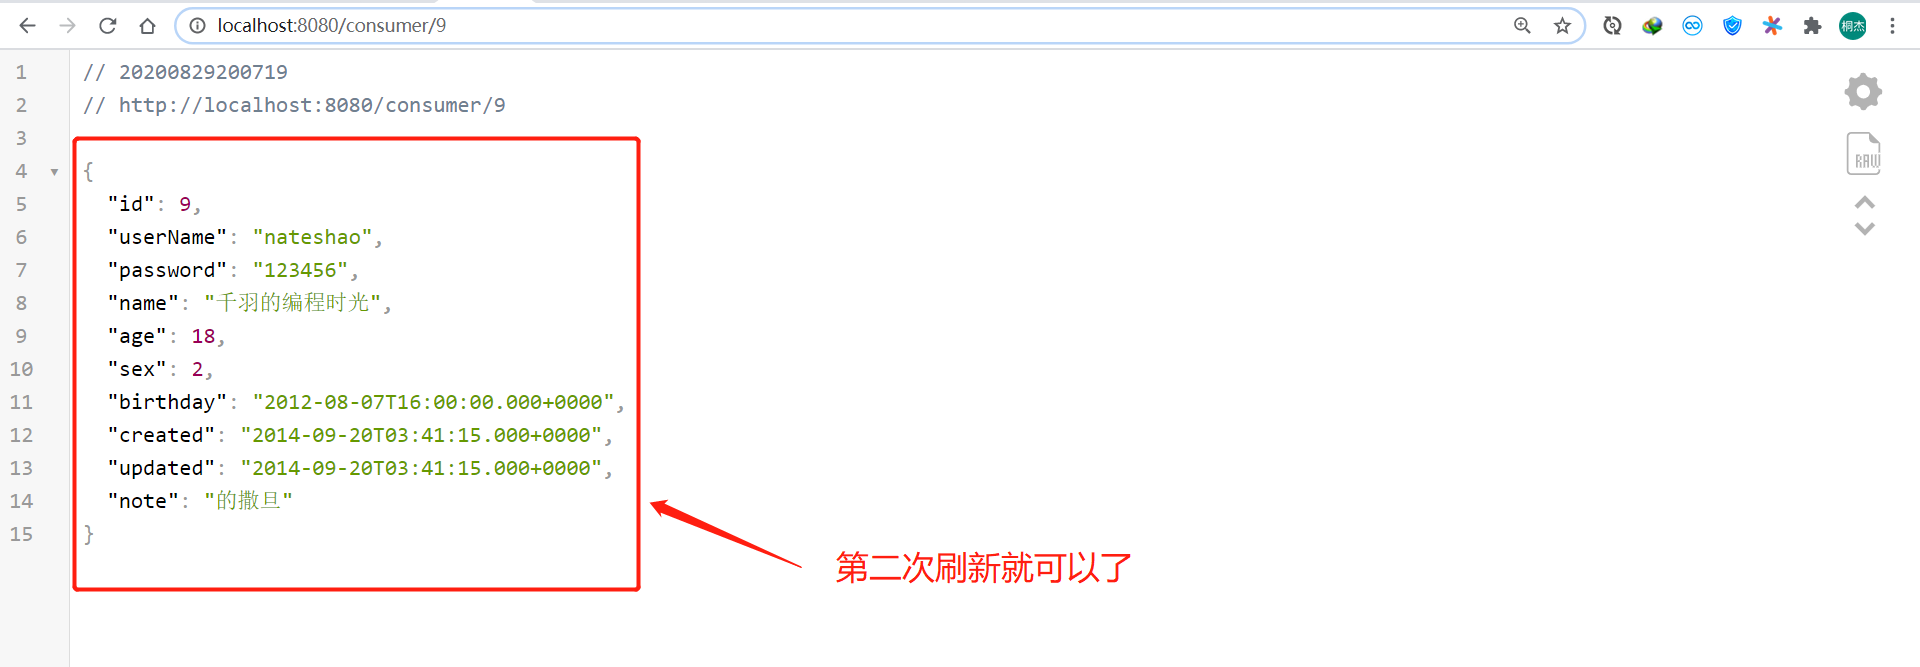 localhost:8080/consumer/9
桐杰
1 // 20200829200719
2 // http://localhost:8080/consumer/9
3
4 {
5 "id": 9,
6 "userName": "nateshao",
7 "password": "123456",
8 "name": "千羽的编程时光",
9 "age": 18,
10 "sex": 2,
11 "birthday": "2012-08-07T16:00:00.000+0000",
12 "created": "2014-09-20T03:41:15.000+0000",
13 "updated": "2014-09-20T03:41:15.000+0000",
14 "note": "的撒旦"
15 }
RAW
第二次刷新就可以了